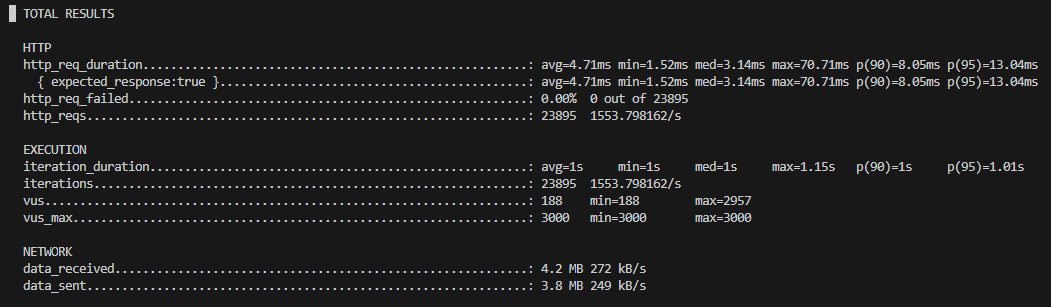 TOTAL RESULTS
HTTP
http_req_duration.......................................................: avg=4.71ms min=1.52ms med=3.14ms max=70.71ms p(90)=8.05ms p(95)=13.04ms
{ expected_response:true }............................................: avg=4.71ms min=1.52ms med=3.14ms max=70.71ms p(90)=8.05ms p(95)=13.04ms
http_req_failed.........................................................: 0.00% 0 out of 23895
http_reqs...............................................................: 23895 1553.798162/s
EXECUTION
iteration_duration......................................................: avg=1s min=1s med=1s max=1.15s p(90)=1s p(95)=1.01s
iterations..............................................................: 23895 1553.798162/s
vus.....................................................................: 188 min=188 max=2957
vus_max.................................................................: 3000 min=3000 max=3000
NETWORK
data_received...........................................................: 4.2 MB 272 kB/s
data_sent...............................................................: 3.8 MB 249 kB/s